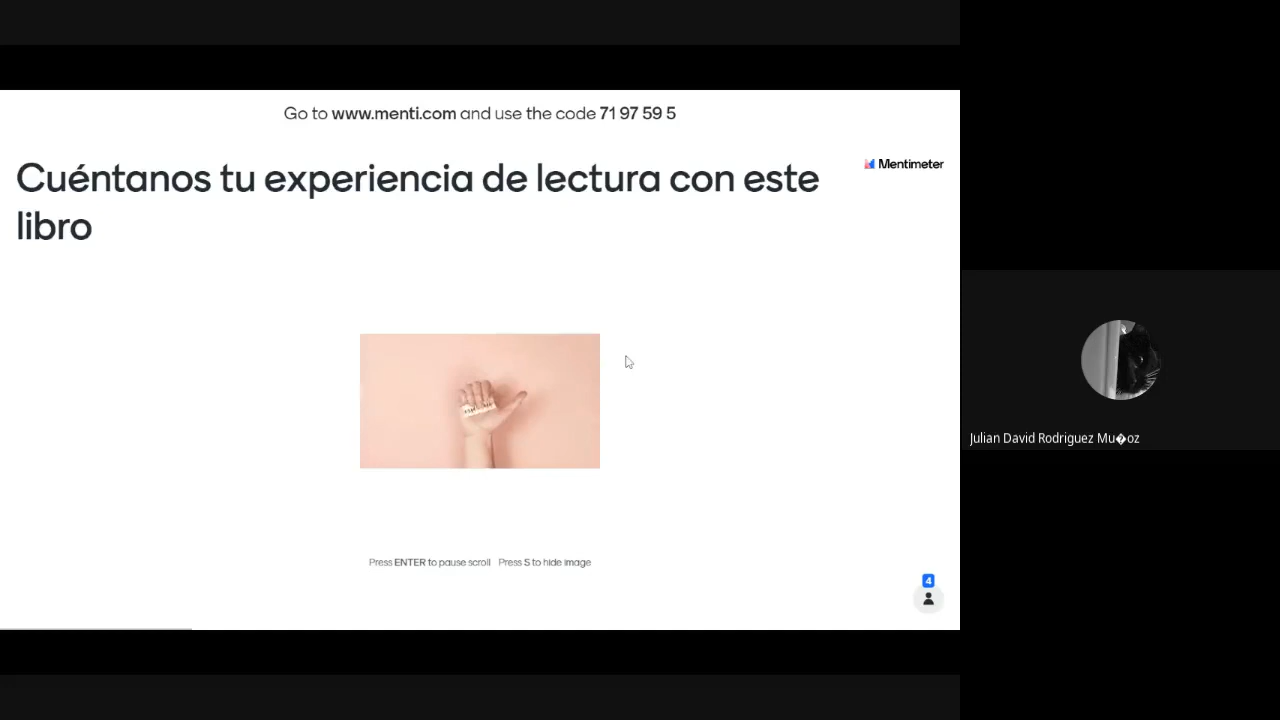 Go to www.menti.com and use the code 71 97 59 5
Cuéntanos tu experiencia de lectura con este
libro
Mentimeter
Press ENTER to pause scroll Press S to hide image
4
Julian David Rodriguez Mu�oz